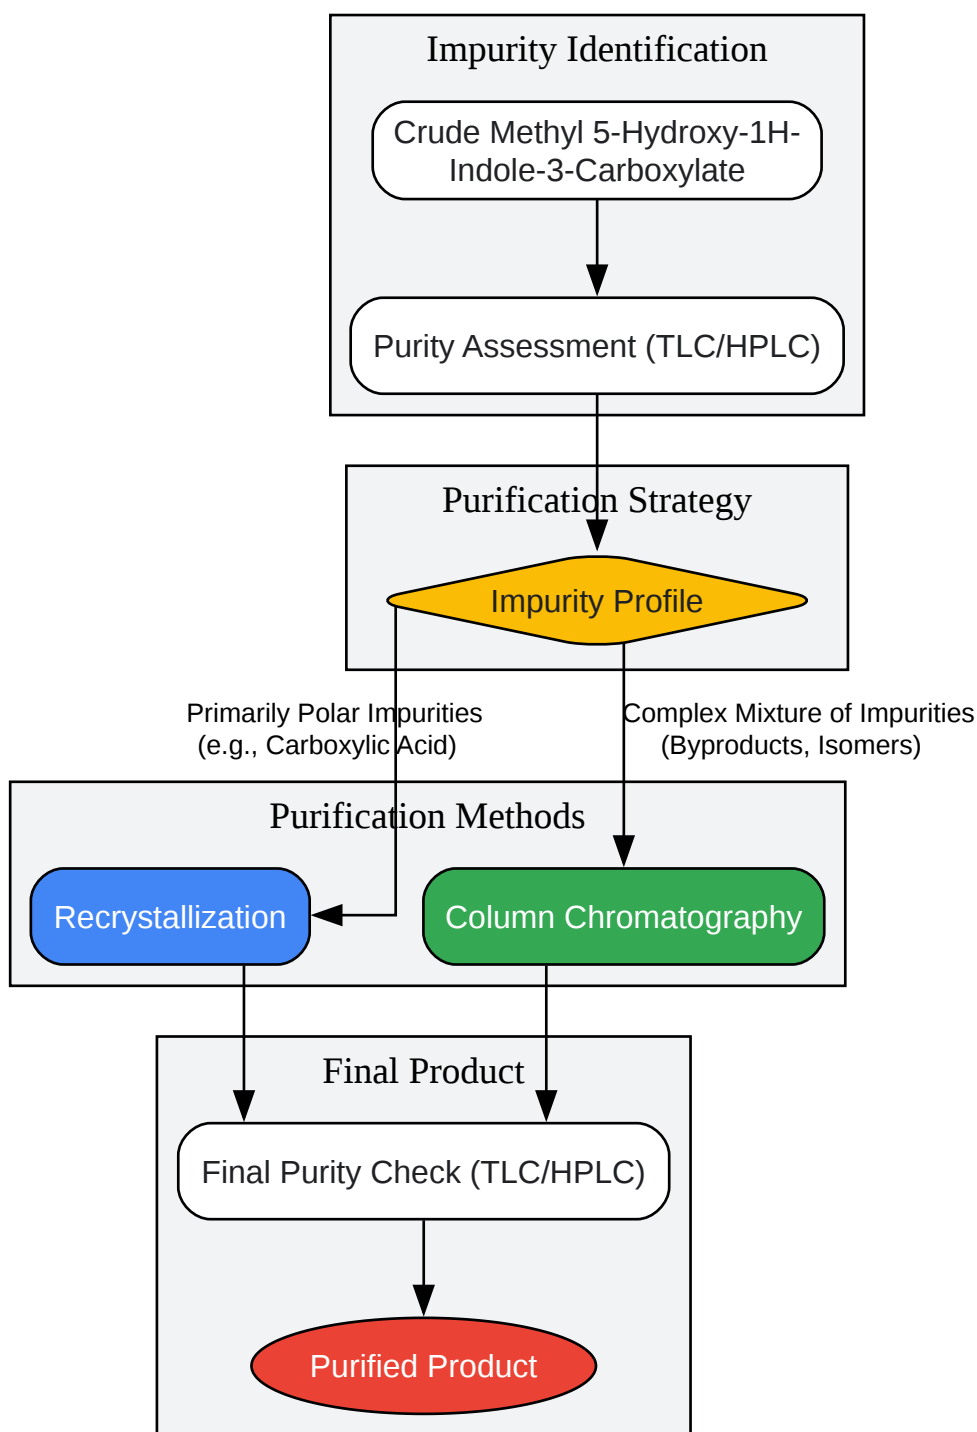 Impurity Identification
Crude Methyl 5-Hydroxy-1H-
Indole-3-Carboxylate
Purity Assessment (TLC/HPLC)
Purification Strategy
Impurity Profile
Primarily Polar Impurities
(e.g., Carboxylic Acid)
Complex Mixture of Impurities
(Byproducts, Isomers)
Purification Methods
Recrystallization
Column Chromatography
Final Product
Final Purity Check (TLC/HPLC)
Purified Product